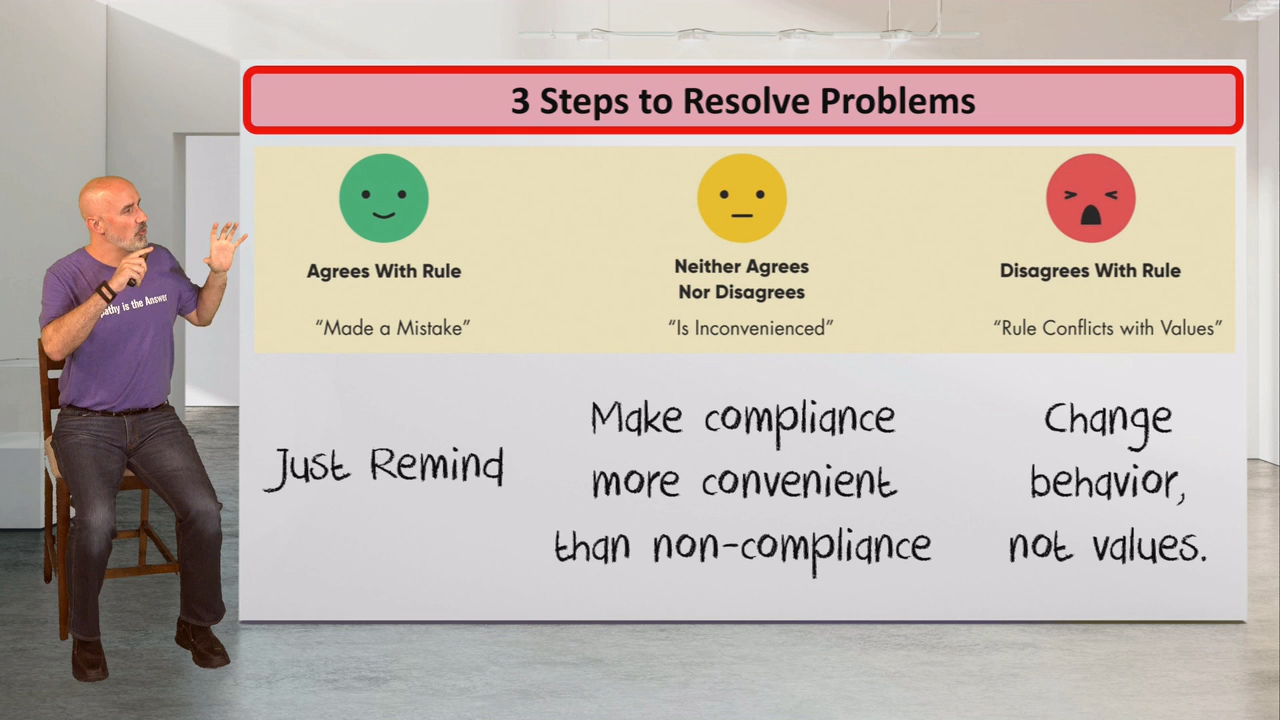 3 Steps to Resolve Problems
Agrees With Rule
"Made a Mistake"
Neither Agrees
Nor Disagrees
"Is Inconvenienced"
Disagrees With Rule
"Rule Conflicts with Values"
Just Remind
Make compliance
more convenient
than non-compliance
Change
behavior,
not values.
is the Answer